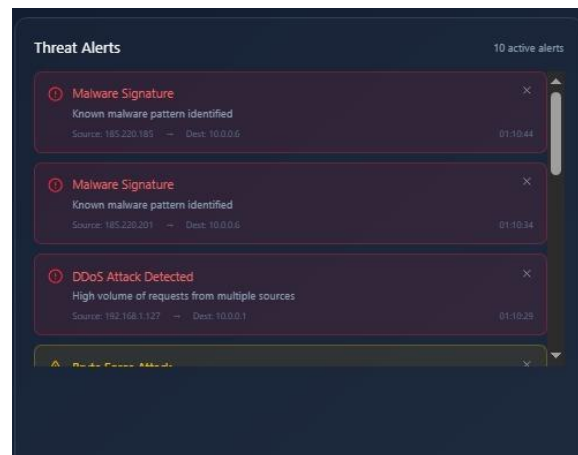 Threat Alerts
10 active alerts
Malware Signature
Known malware pattern identified
Source: 185.220.185 → Dest: 10.0.0.6
01:10:44
Malware Signature
Known malware pattern identified
Source: 185.220.201 → Dest: 10.0.0.6
01:10:34
DDoS Attack Detected
High volume of requests from multiple sources
Source: 192.168.1.127 → Dest: 10.0.0.1
01:10:29
Brute Force Attack